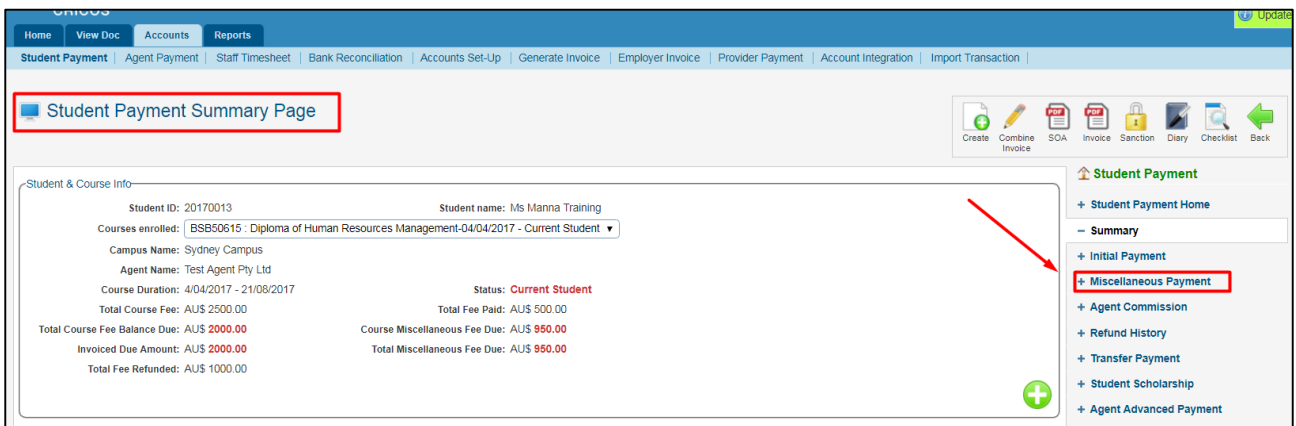 CRICOS
Update
Home View Doc Accounts Reports
Student Payment | Agent Payment | Staff Timesheet | Bank Reconciliation | Accounts Set-Up | Generate Invoice | Employer Invoice | Provider Payment | Account Integration | Import Transaction |
Student Payment Summary Page
Create Combine Invoice SOA Invoice Sanction Diary Checklist Back
Student & Course Info
Student ID: 20170013 Student name: Ms Manna Training
Courses enrolled: BSB50615 : Diploma of Human Resources Management-04/04/2017 - Current Student
Campus Name: Sydney Campus
Agent Name: Test Agent Pty Ltd
Course Duration: 4/04/2017 - 21/08/2017 Status: Current Student
Total Course Fee: AU$ 2500.00 Total Fee Paid: AU$ 500.00
Total Course Fee Balance Due: AU$ 2000.00 Course Miscellaneous Fee Due: AU$ 950.00
Invoiced Due Amount: AU$ 2000.00 Total Miscellaneous Fee Due: AU$ 950.00
Total Fee Refunded: AU$ 1000.00
Student Payment
+ Student Payment Home
− Summary
+ Initial Payment
+ Miscellaneous Payment
+ Agent Commission
+ Refund History
+ Transfer Payment
+ Student Scholarship
+ Agent Advanced Payment